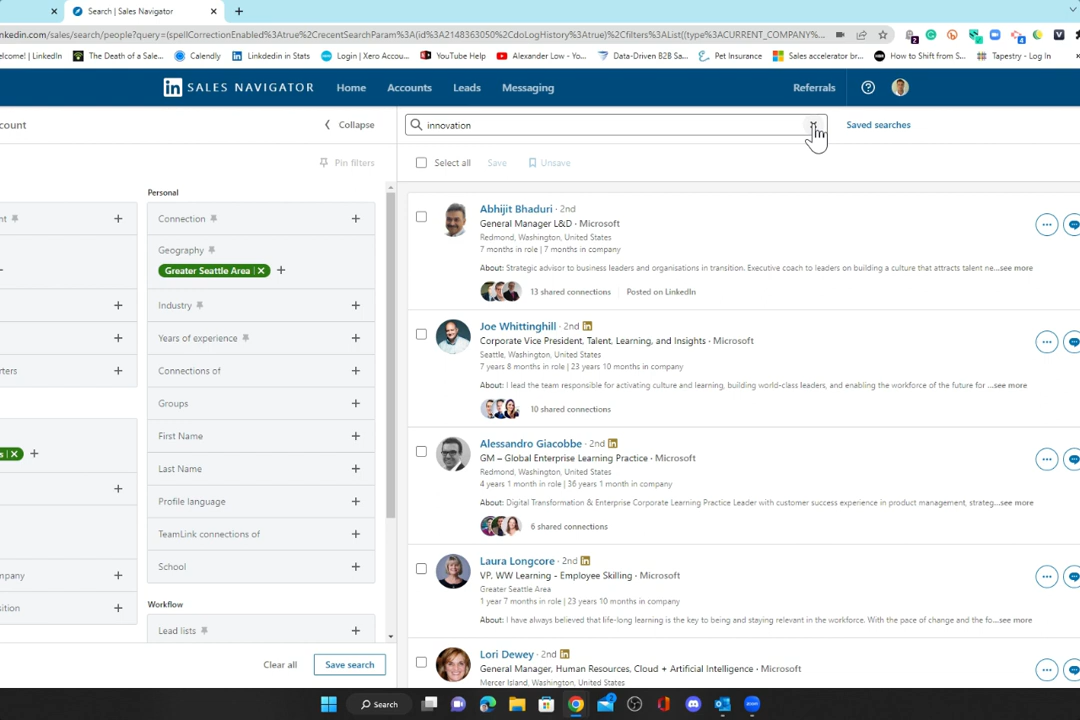 Search | Sales Navigator
nkedin.com/sales/search/people?query=(spellCorrectionEnabled%3Atrue%2CrecentSearchParam%3A(id%3A2148363050%2CdoLogHistory%3Atrue)%2Cfilters%3AList((type%3ACURRENT_COMPANY%...
elcome! | LinkedIn
The Death of a Sale...
Calendly
Linkdedin in Stats
Login | Xero Accou...
YouTube Help
Alexander Low - Yo...
Data-Driven B2B Sa...
Pet Insurance
Sales accelerator br...
How to Shift from S...
Tapestry - Log In
in SALES NAVIGATOR
Home
Accounts
Leads
Messaging
Referrals
count
Collapse
innovation
Saved searches
Pin filters
Select all
Save
Unsave
Personal
nt
Connection
Geography
Greater Seattle Area
Industry
Years of experience
rters
Connections of
Groups
First Name
s
Last Name
Profile language
TeamLink connections of
mpany
School
Workflow
sition
Lead lists
Clear all
Save search
Abhijit Bhaduri · 2nd
General Manager L&D · Microsoft
Redmond, Washington, United States
7 months in role | 7 months in company
About: Strategic advisor to business leaders and organisations in transition. Executive coach to leaders on building a culture that attracts talent ne...see more
13 shared connections
Posted on LinkedIn
Joe Whittinghill · 2nd
Corporate Vice President, Talent, Learning, and Insights · Microsoft
Seattle, Washington, United States
7 years 8 months in role | 23 years 10 months in company
About: I lead the team responsible for activating culture and learning, building world-class leaders, and enabling the workforce of the future for ...see more
10 shared connections
Alessandro Giacobbe · 2nd
GM – Global Enterprise Learning Practice · Microsoft
Redmond, Washington, United States
4 years 1 month in role | 36 years 1 month in company
About: Digital Transformation & Enterprise Corporate Learning Practice Leader with customer success experience in product management, strateg...see more
6 shared connections
Laura Longcore · 2nd
VP, WW Learning - Employee Skilling · Microsoft
Greater Seattle Area
1 year 7 months in role | 23 years 10 months in company
About: I have always believed that life-long learning is the key to being and staying relevant in the workforce. With the pace of change and the fo...see more
Lori Dewey · 2nd
General Manager, Human Resources, Cloud + Artificial Intelligence · Microsoft
Mercer Island, Washington, United States
Search